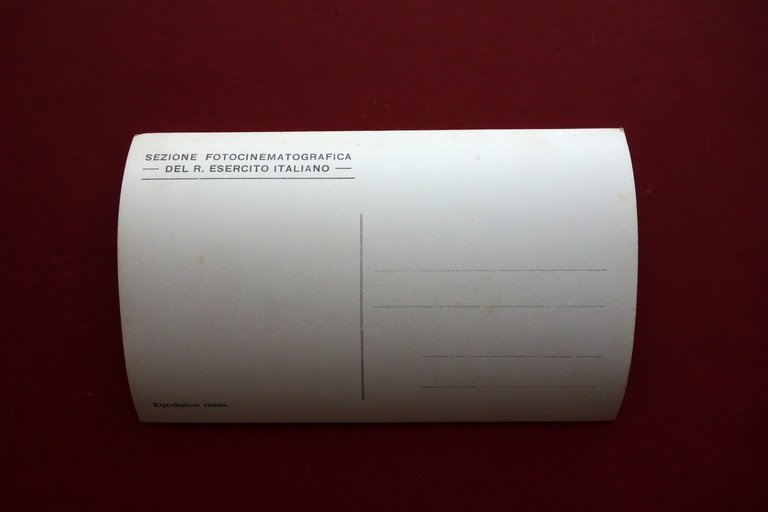 SEZIONE FOTOCINEMATOGRAFICA
— DEL R. ESERCITO ITALIANO —
Riproduzione vietata.